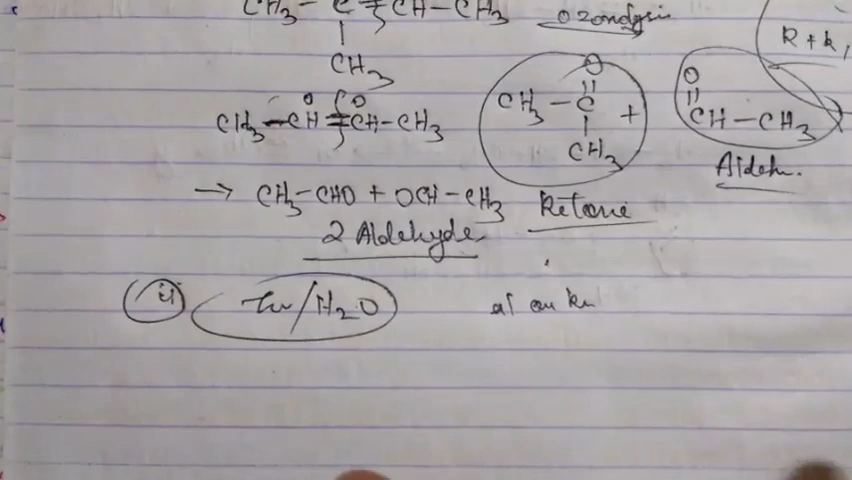 CH3 - C = CH - CH3 ozonolysis
CH3 R + R,
O O O O
CH3 - CH = CH - CH3 CH3 - C + CH - CH3
CH3 Aldeh.
→ CH3 - CHO + OCH - CH3 Ketone
2 Aldehyde
(ii) /H2O